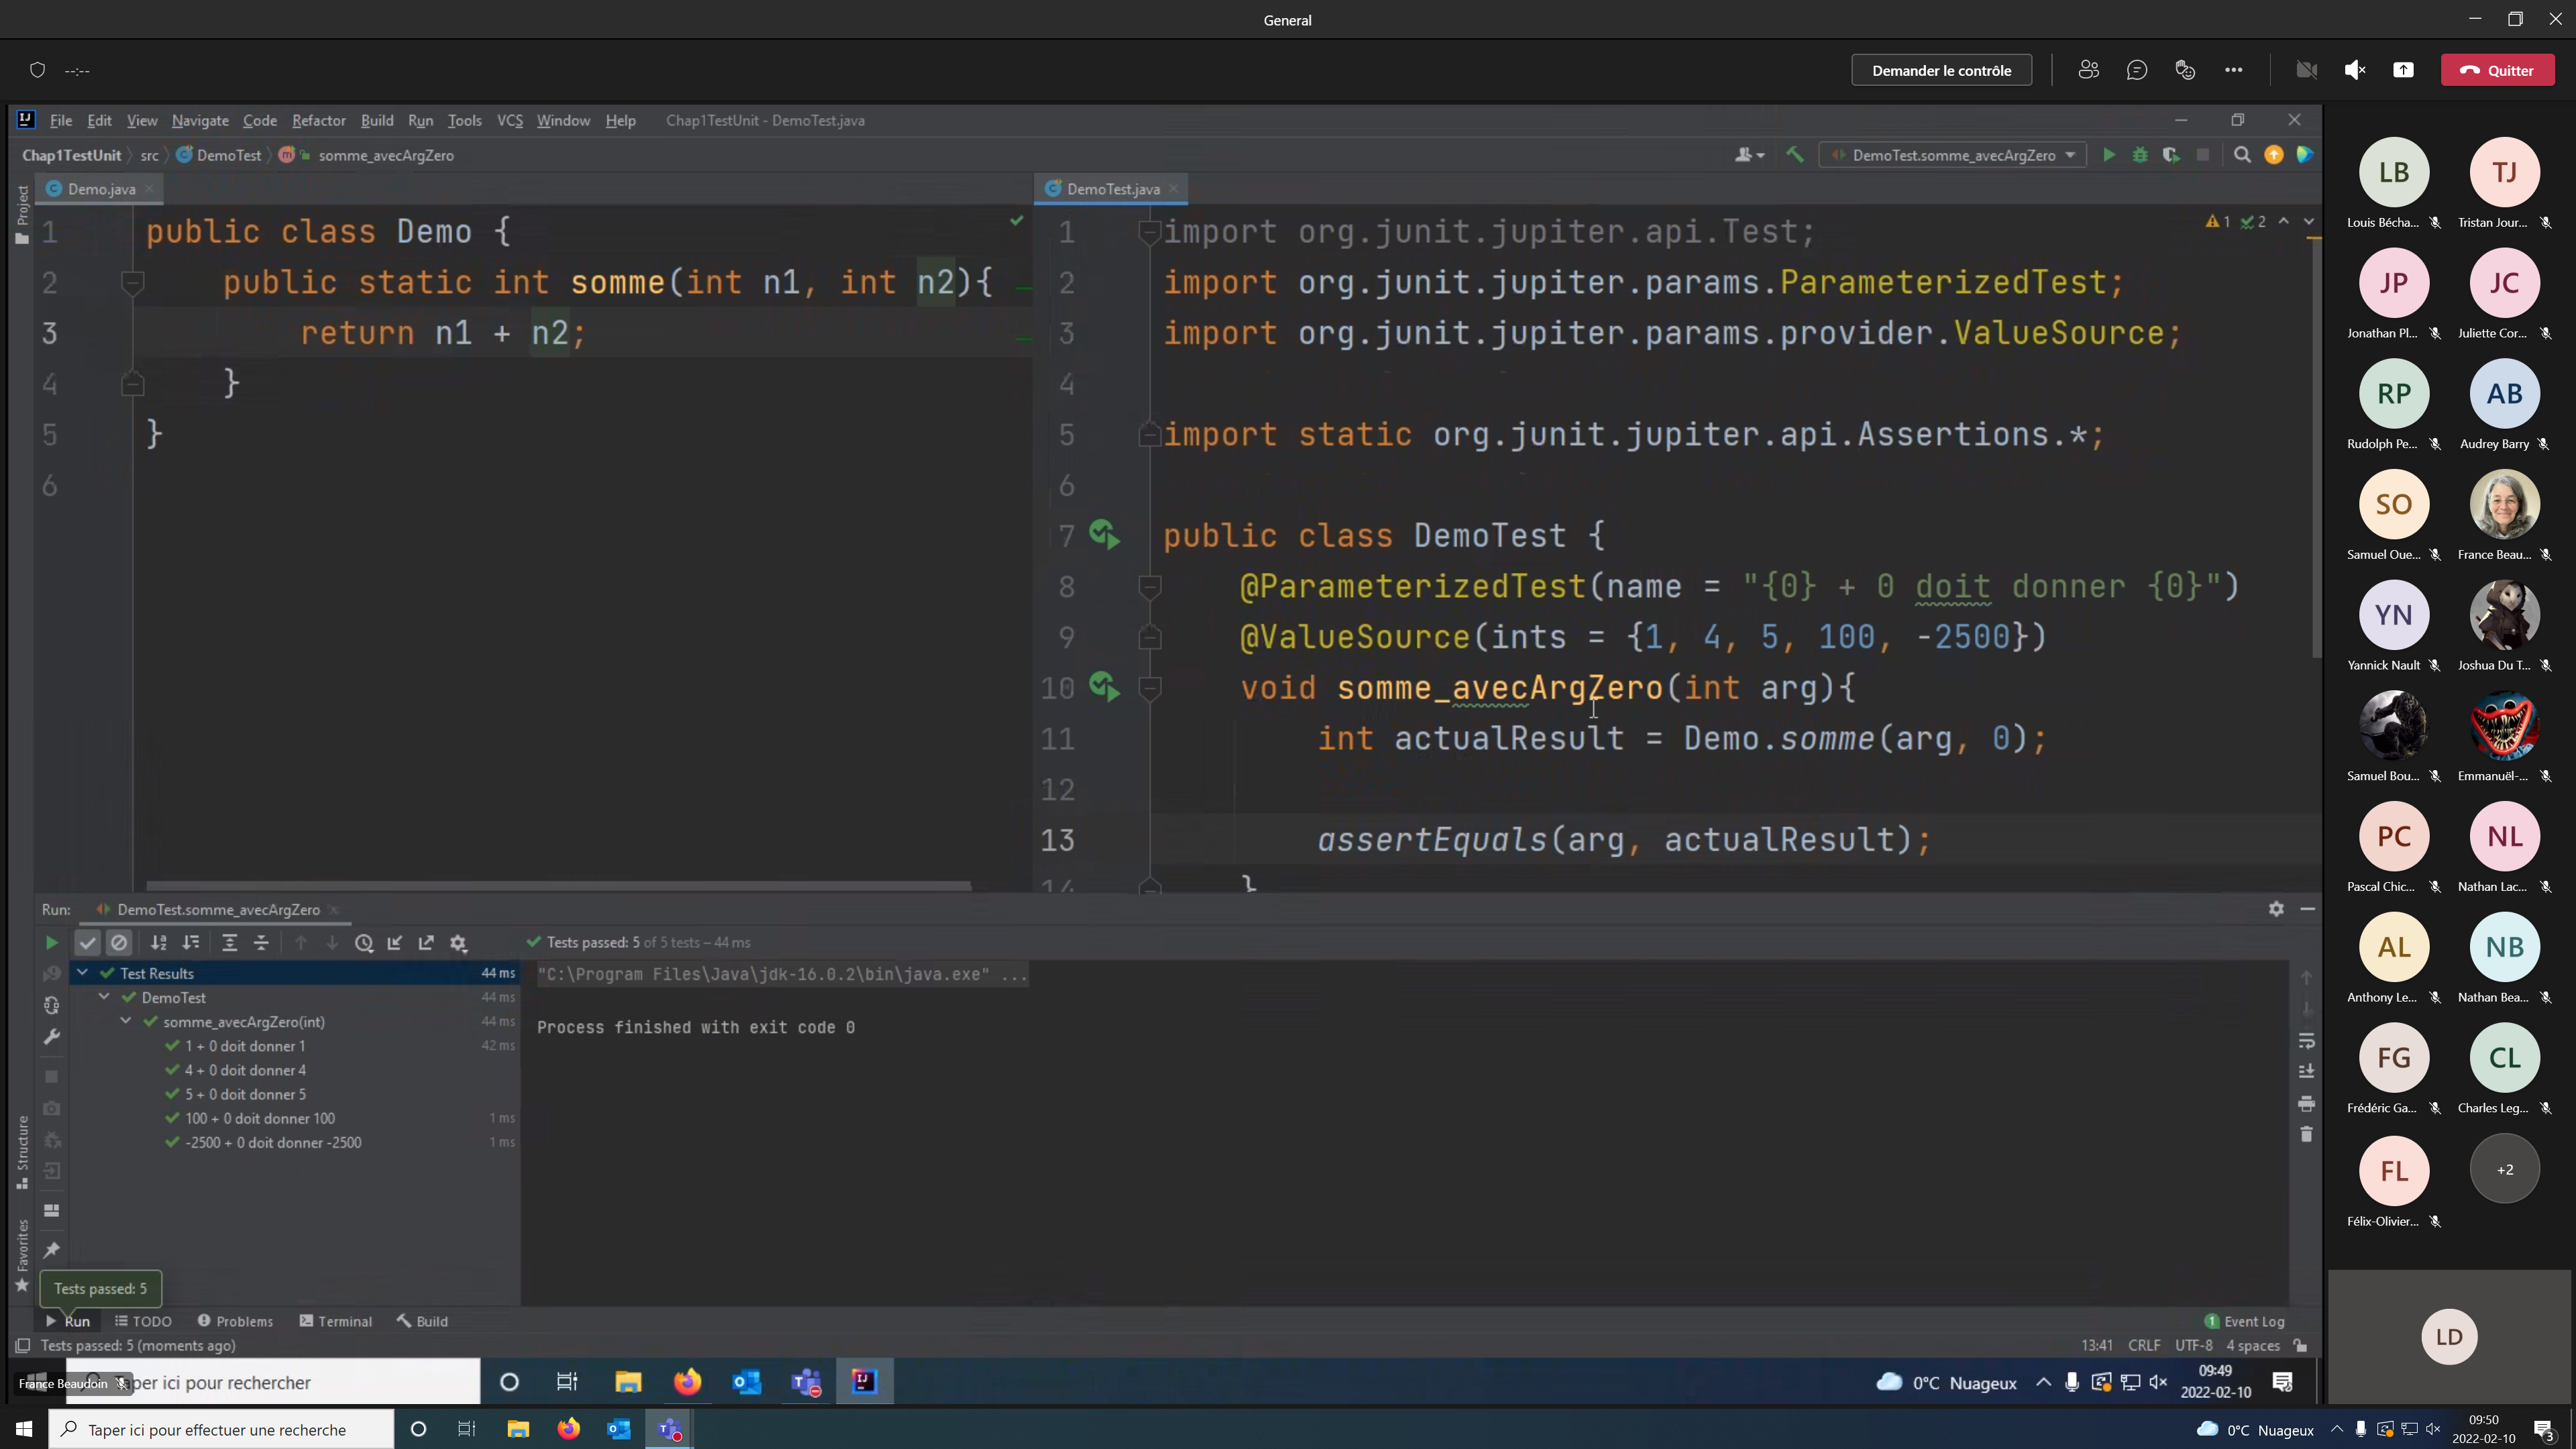 General
--:--
Demander le contrôle
Quitter
File Edit View Navigate Code Refactor Build Run Tools VCS Window Help Chap1TestUnit - DemoTest.java
Chap1TestUnit src DemoTest somme_avecArgZero
DemoTest.somme_avecArgZero
Project
Demo.java
1 public class Demo {
2 public static int somme(int n1, int n2){
3 return n1 + n2;
4 }
5 }
6
DemoTest.java
1 2
1 import org.junit.jupiter.api.Test;
2 import org.junit.jupiter.params.ParameterizedTest;
3 import org.junit.jupiter.params.provider.ValueSource;
4
5 import static org.junit.jupiter.api.Assertions.*;
6
7 public class DemoTest {
8 @ParameterizedTest(name = "{0} + 0 doit donner {0}")
9 @ValueSource(ints = {1, 4, 5, 100, -2500})
10 void somme_avecArgZero(int arg){
11 int actualResult = Demo.somme(arg, 0);
12
13 assertEquals(arg, actualResult);
14 }
Run: DemoTest.somme_avecArgZero
Tests passed: 5 of 5 tests – 44 ms
Test Results 44 ms
DemoTest 44 ms
somme_avecArgZero(int) 44 ms
1 + 0 doit donner 1 42 ms
4 + 0 doit donner 4
5 + 0 doit donner 5
100 + 0 doit donner 100 1 ms
-2500 + 0 doit donner -2500 1 ms
"C:\Program Files\Java\jdk-16.0.2\bin\java.exe" ...
Process finished with exit code 0
Structure
Favorites
Tests passed: 5
Run TODO Problems Terminal Build
1 Event Log
Tests passed: 5 (moments ago)
13:41 CRLF UTF-8 4 spaces
France Beaudoin
aper ici pour rechercher
0°C Nuageux
09:49
2022-02-10
LB
Louis Bécha...
TJ
Tristan Jour...
JP
Jonathan Pl...
JC
Juliette Cor...
RP
Rudolph Pe...
AB
Audrey Barry
SO
Samuel Oue...
France Beau...
YN
Yannick Nault
Joshua Du T...
Samuel Bou...
Emmanuël-...
PC
Pascal Chic...
NL
Nathan Lac...
AL
Anthony Le...
NB
Nathan Bea...
FG
Frédéric Ga...
CL
Charles Leg...
FL
Félix-Olivier...
+2
LD
Taper ici pour effectuer une recherche
0°C Nuageux
09:50
2022-02-10
3